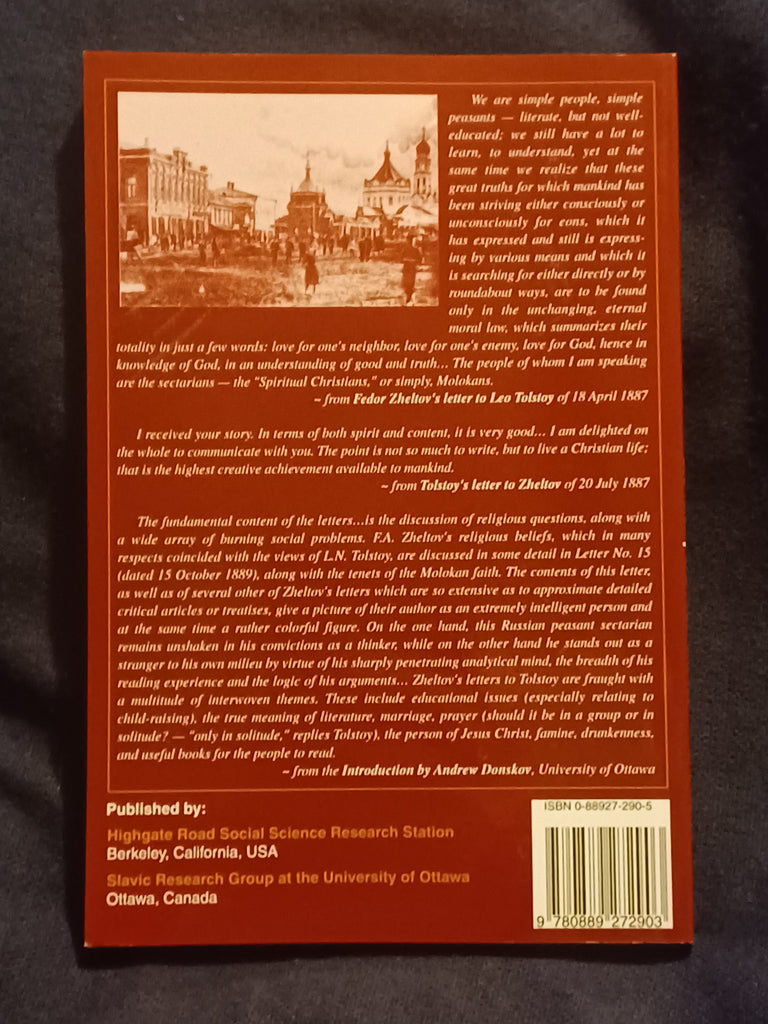 We are simple people, simple
peasants — literate, but not well-
educated; we still have a lot to
learn, to understand, yet at the
same time we realize that these
great truths for which mankind has
been striving either consciously or
unconsciously for eons, which it
has expressed and still is express-
ing by various means and which it
is searching for either directly or by
roundabout ways, are to be found
only in the unchanging, eternal
moral law, which summarizes their
totality in just a few words: love for one's neighbor, love for one's enemy, love for God, hence in
knowledge of God, in an understanding of good and truth... The people of whom I am speaking
are the sectarians — the "Spiritual Christians," or simply, Molokans.
~ from Fedor Zheltov's letter to Leo Tolstoy of 18 April 1887
I received your story. In terms of both spirit and content, it is very good... I am delighted on
the whole to communicate with you. The point is not so much to write, but to live a Christian life;
that is the highest creative achievement available to mankind.
~ from Tolstoy's letter to Zheltov of 20 July 1887
The fundamental content of the letters...is the discussion of religious questions, along with
a wide array of burning social problems. F.A. Zheltov's religious beliefs, which in many
respects coincided with the views of L.N. Tolstoy, are discussed in some detail in Letter No. 15
(dated 15 October 1889), along with the tenets of the Molokan faith. The contents of this letter,
as well as of several other of Zheltov's letters which are so extensive as to approximate detailed
critical articles or treatises, give a picture of their author as an extremely intelligent person and
at the same time a rather colorful figure. On the one hand, this Russian peasant sectarian
remains unshaken in his convictions as a thinker, while on the other hand he stands out as a
stranger to his own milieu by virtue of his sharply penetrating analytical mind, the breadth of his
reading experience and the logic of his arguments... Zheltov's letters to Tolstoy are fraught with
a multitude of interwoven themes. These include educational issues (especially relating to
child-raising), the true meaning of literature, marriage, prayer (should it be in a group or in
solitude? — "only in solitude," replies Tolstoy), the person of Jesus Christ, famine, drunkenness,
and useful books for the people to read.
~ from the Introduction by Andrew Donskov, University of Ottawa
Published by:
Highgate Road Social Science Research Station
Berkeley, California, USA
Slavic Research Group at the University of Ottawa
Ottawa, Canada
ISBN 0-88927-290-5
9 780889 272903